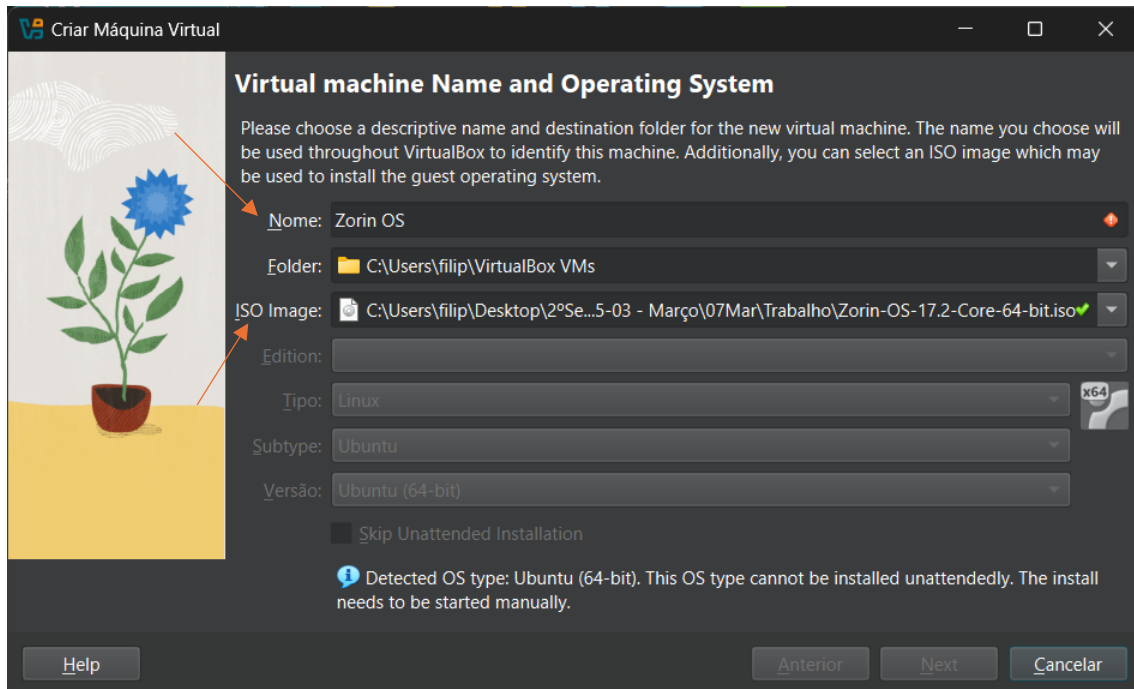 Criar Máquina Virtual
Virtual machine Name and Operating System
Please choose a descriptive name and destination folder for the new virtual machine. The name you choose will
be used throughout VirtualBox to identify this machine. Additionally, you can select an ISO image which may
be used to install the guest operating system.
Nome: Zorin OS
Folder: C:\Users\filip\VirtualBox VMs
ISO Image: C:\Users\filip\Desktop\2ºSe...5-03 - Março\07Mar\Trabalho\Zorin-OS-17.2-Core-64-bit.iso
Edition:
Tipo: Linux
x64
Subtype: Ubuntu
Versão: Ubuntu (64-bit)
Skip Unattended Installation
Detected OS type: Ubuntu (64-bit). This OS type cannot be installed unattendedly. The install
needs to be started manually.
Help Anterior Next Cancelar